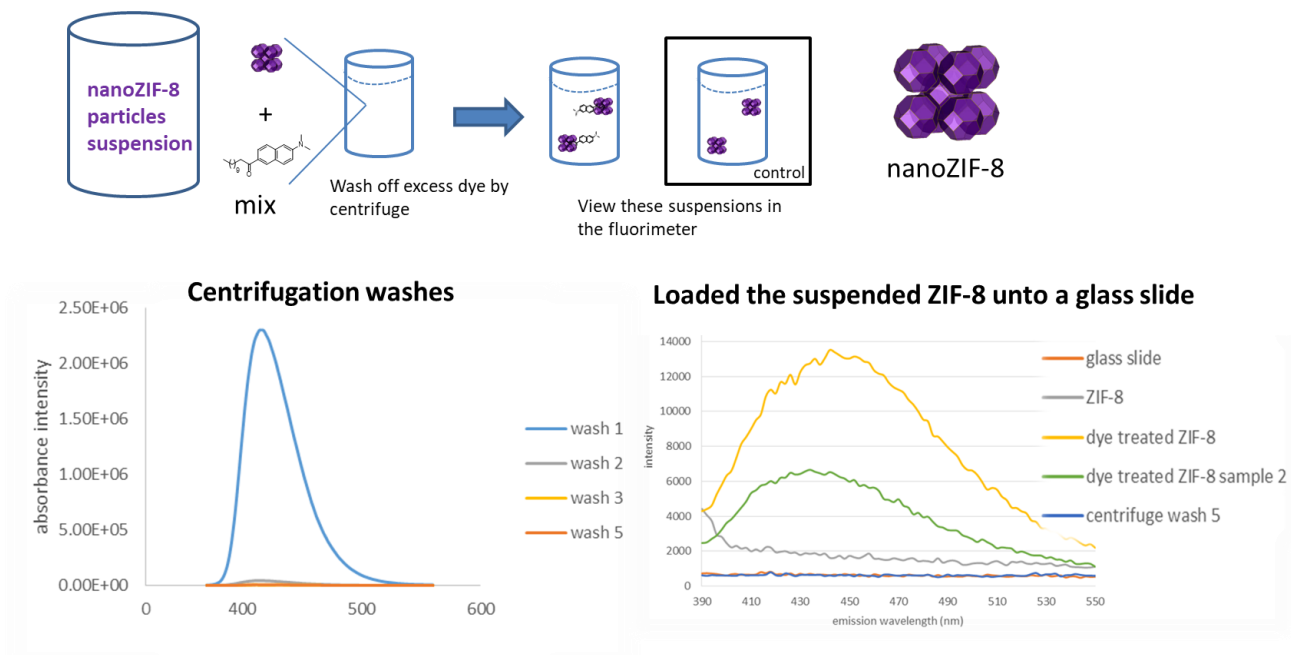 nanoZIF-8
particles
suspension
+
N
( )9
O
mix
Wash off excess dye by
centrifuge
control
View these suspensions in
the fluorimeter
nanoZIF-8
Centrifugation washes
absorbance intensity
2.50E+06
2.00E+06
1.50E+06
1.00E+06
5.00E+05
0.00E+00
0
400
500
600
wash 1
wash 2
wash 3
wash 5
Loaded the suspended ZIF-8 unto a glass slide
intensity
14000
12000
10000
8000
6000
4000
2000
0
390
410
430
450
470
490
510
530
550
emission wavelength (nm)
glass slide
ZIF-8
dye treated ZIF-8
dye treated ZIF-8 sample 2
centrifuge wash 5